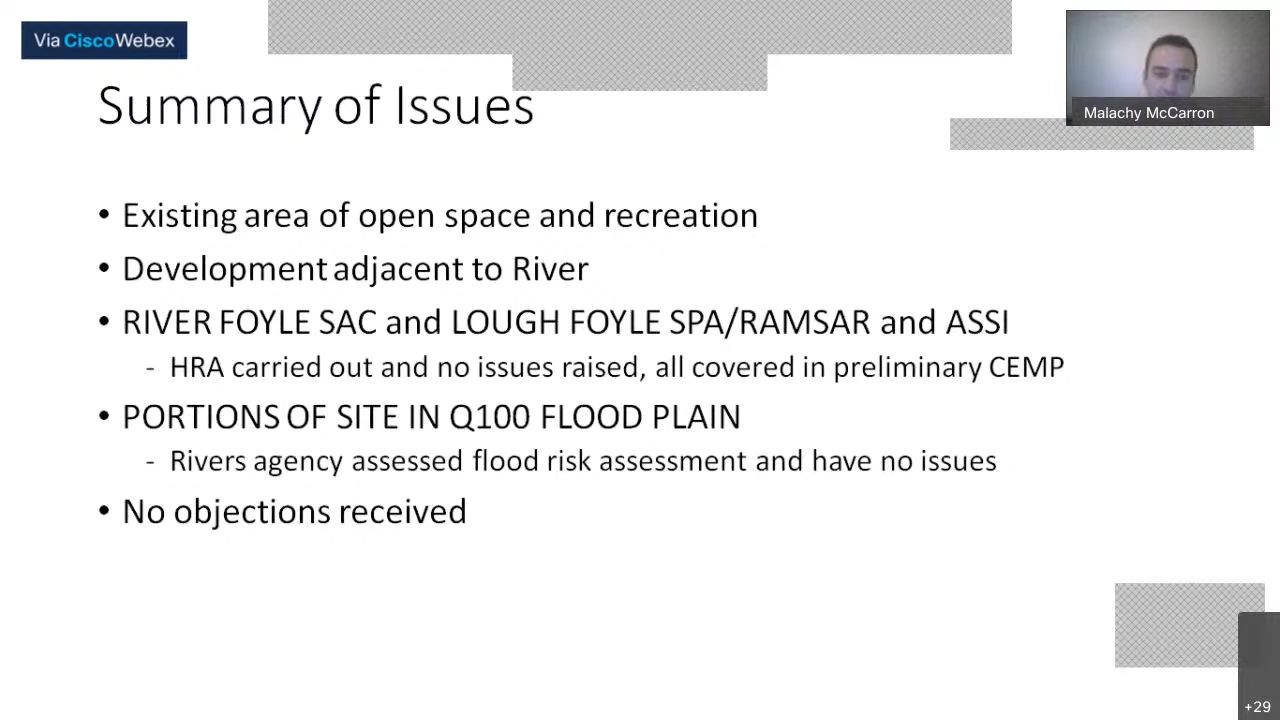 Via Cisco Webex
Summary of Issues
Malachy McCarron
• Existing area of open space and recreation
• Development adjacent to River
• RIVER FOYLE SAC and LOUGH FOYLE SPA/RAMSAR and ASSI
- HRA carried out and no issues raised, all covered in preliminary CEMP
• PORTIONS OF SITE IN Q100 FLOOD PLAIN
- Rivers agency assessed flood risk assessment and have no issues
• No objections received
+29